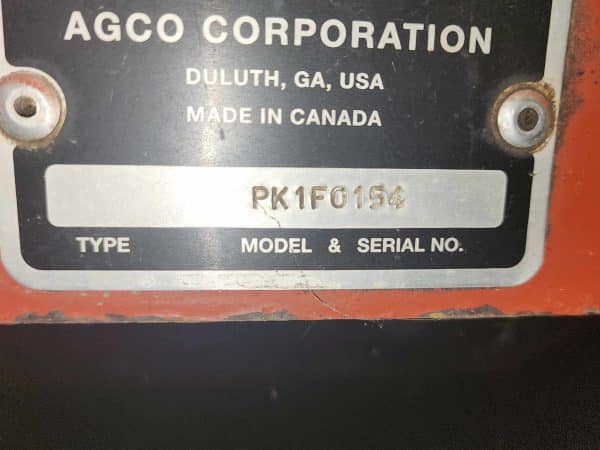 AGCO CORPORATION
DULUTH, GA, USA
MADE IN CANADA
PK1F0154
TYPE MODEL & SERIAL NO.